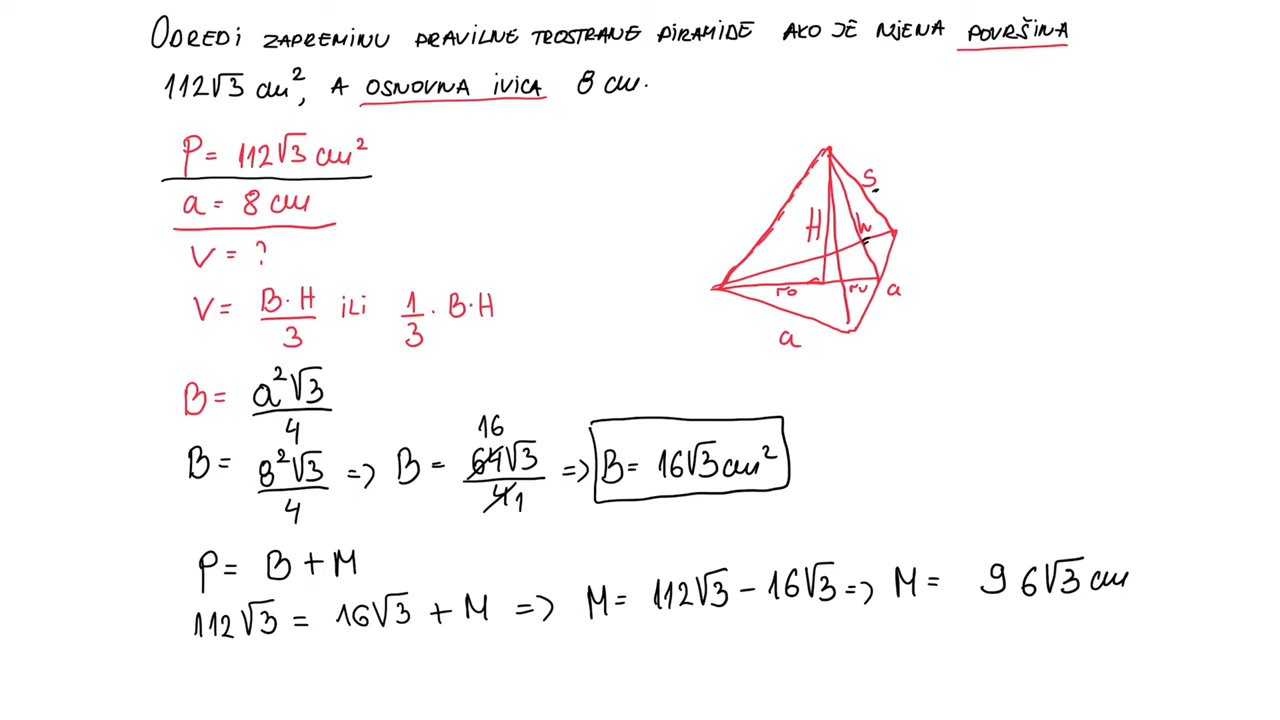 ODREDI ZAPREMINU PRAVILNE TROSTRANE PIRAMIDE AKO JE NJENA POVRŠINA
112√3 cm², A OSNOVNA IVICA 8 cm.
P = 112√3 cm²
a = 8 cm
V = ?
V = B·H/3 ili 1/3 · B·H
S
H
h
ro
ru
a
a
B = a²√3/4
B = 8²√3/4 => B = 16 64√3/4 1 => B = 16√3 cm²
P = B + M
112√3 = 16√3 + M => M = 112√3 - 16√3 => M = 96√3 cm